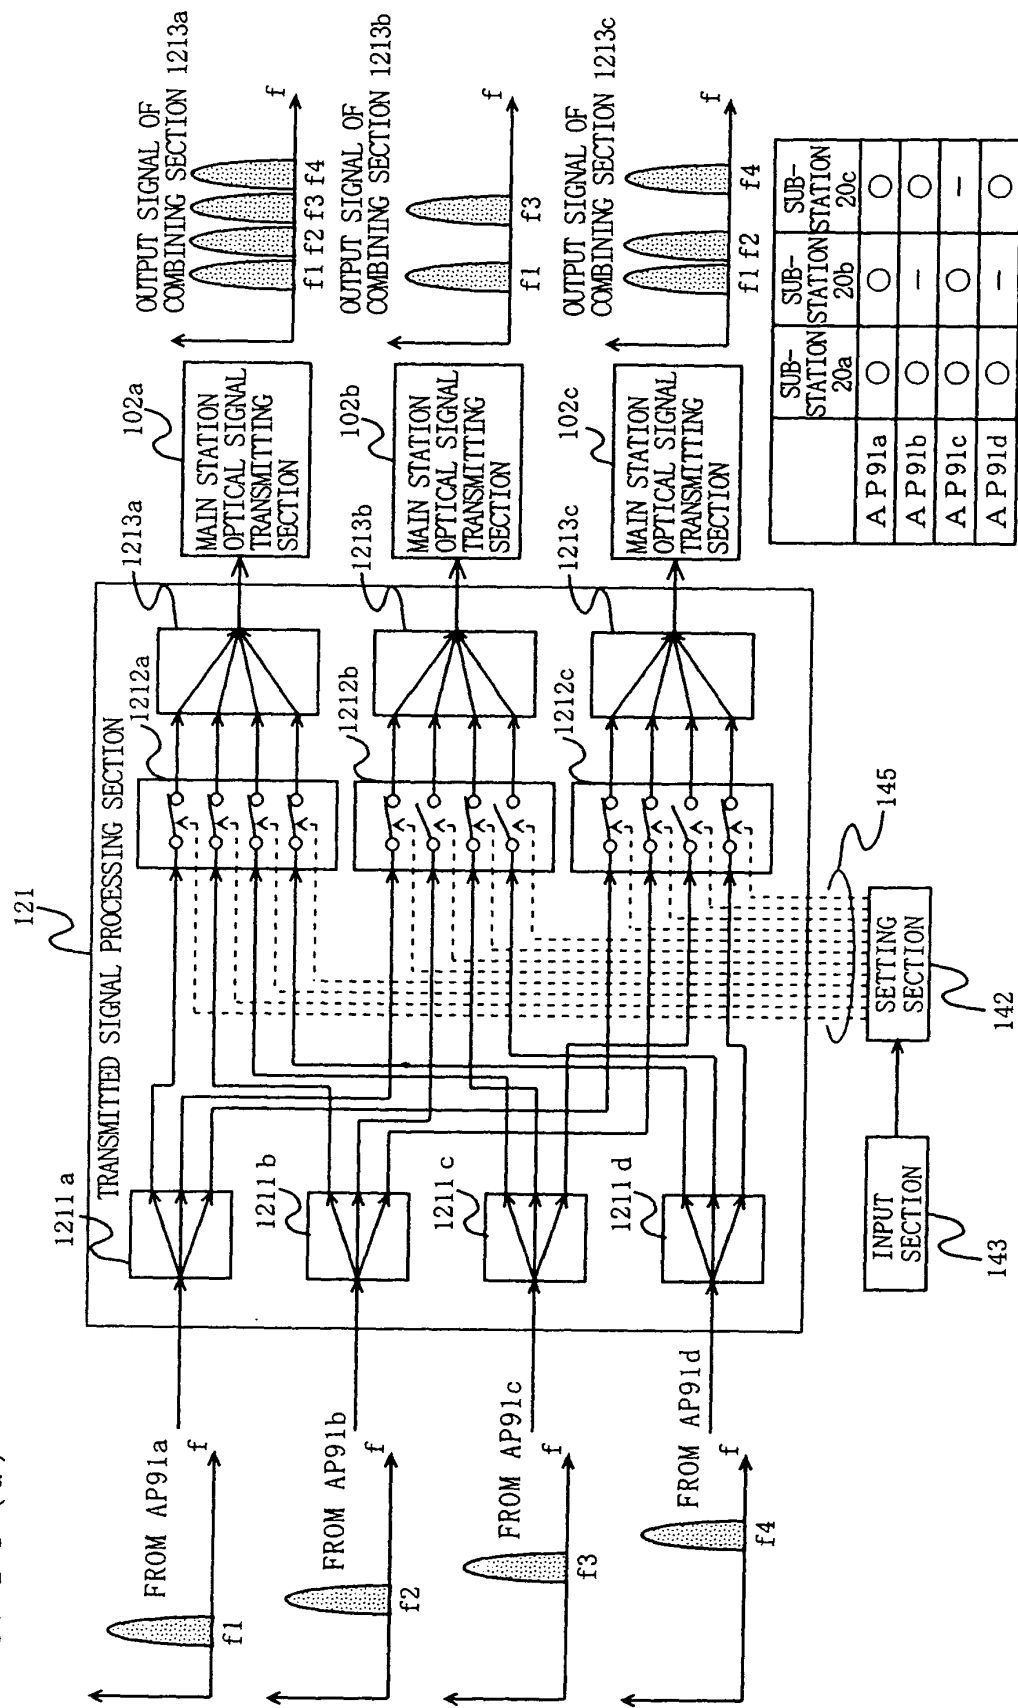 121
TRANSMITTED SIGNAL PROCESSING SECTION
FROM AP91a
f
f1
FROM AP91b
f
f2
FROM AP91c
f
f3
FROM AP91d
f
f4
1211a
1211b
1211c
1211d
1212a
1212b
1212c
1213a
1213b
1213c
102a
MAIN STATION
OPTICAL SIGNAL
TRANSMITTING
SECTION
102b
MAIN STATION
OPTICAL SIGNAL
TRANSMITTING
SECTION
102c
MAIN STATION
OPTICAL SIGNAL
TRANSMITTING
SECTION
OUTPUT SIGNAL OF
COMBINING SECTION 1213a
f
f1 f2 f3 f4
OUTPUT SIGNAL OF
COMBINING SECTION 1213b
f
f1 f3
OUTPUT SIGNAL OF
COMBINING SECTION 1213c
f
f1 f2 f4
145
INPUT
SECTION
143
SETTING
SECTION
142
SUB-STATION 20a SUB-STATION 20b SUB-STATION 20c
AP91a ○ ○ ○
AP91b ○ – ○
AP91c ○ ○ –
AP91d ○ – ○